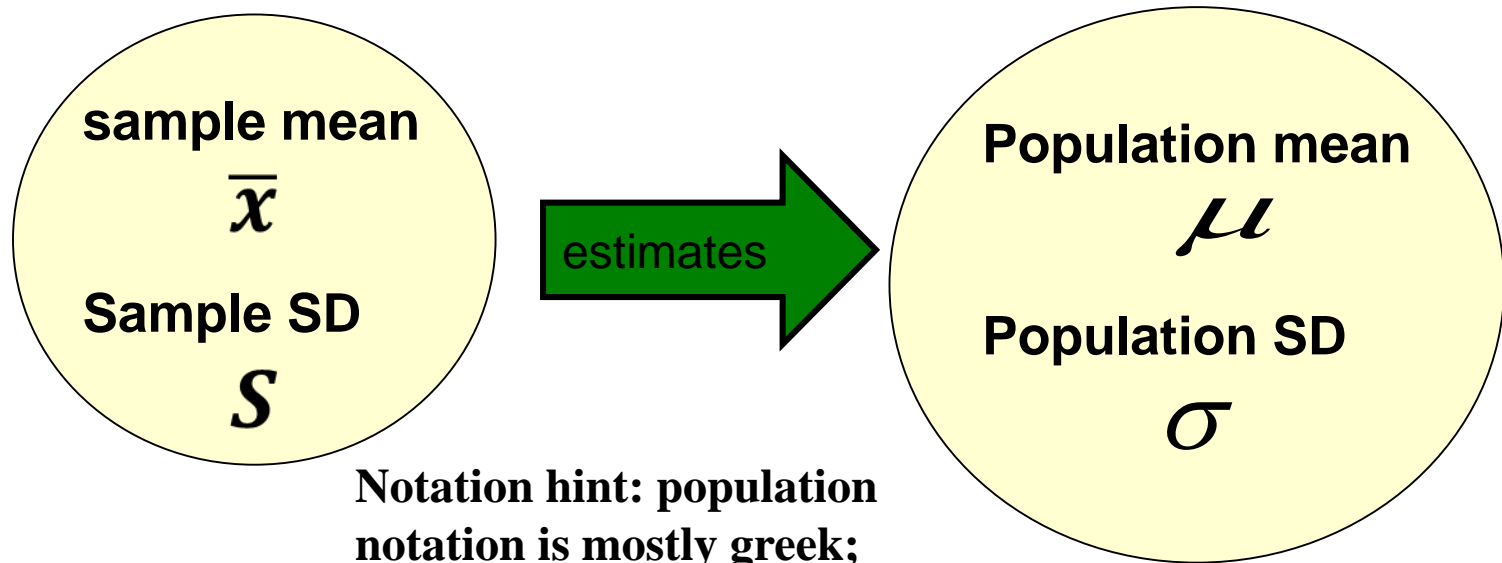 sample mean
x̄
Sample SD
S
estimates
Population mean
μ
Population SD
σ
Notation hint: population
notation is mostly greek;